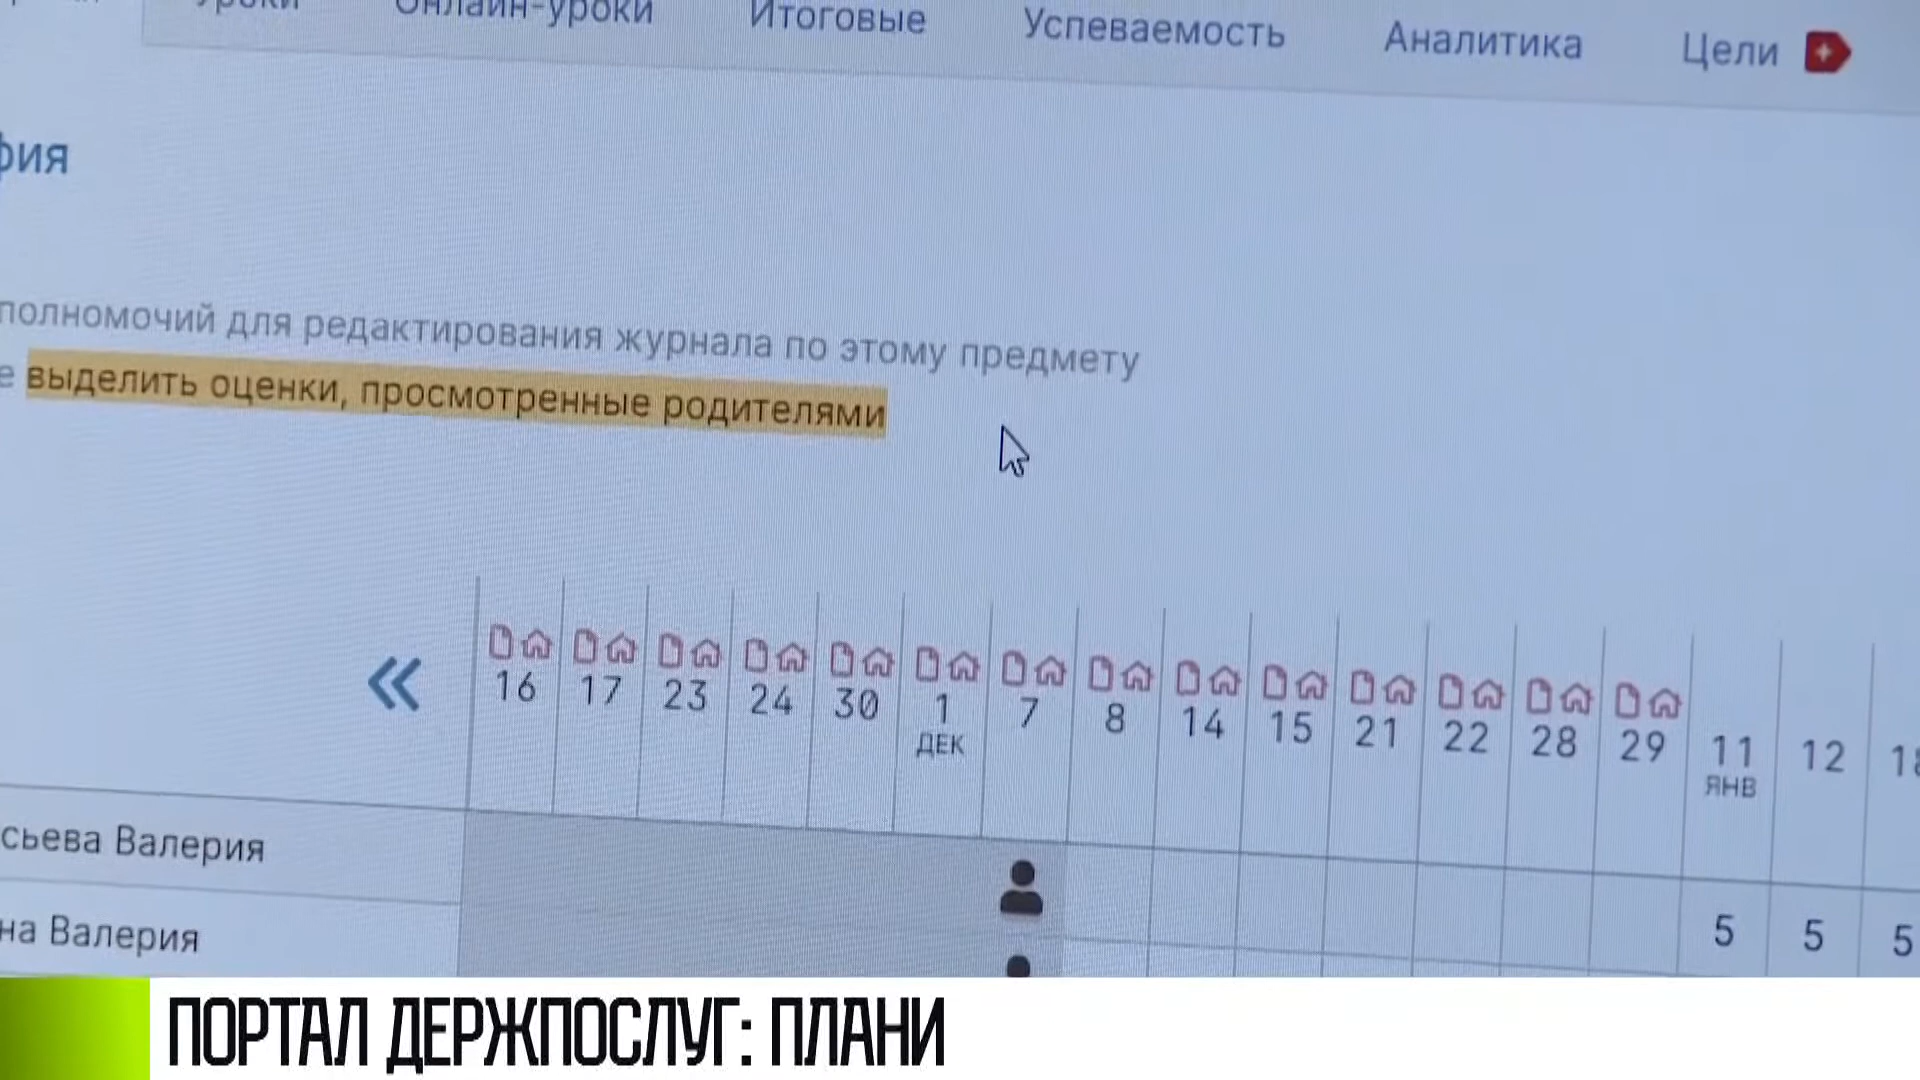 Уроки Онлайн-уроки Итоговые Успеваемость Аналитика Цели
фия
полномочий для редактирования журнала по этому предмету
е выделить оценки, просмотренные родителями
16 17 23 24 30 1 7 8 14 15 21 22 28 29 11 12
ДЕК ЯНВ
сьева Валерия
5 5 5
на Валерия
ПОРТАЛ ДЕРЖПОСЛУГ: ПЛАНИ